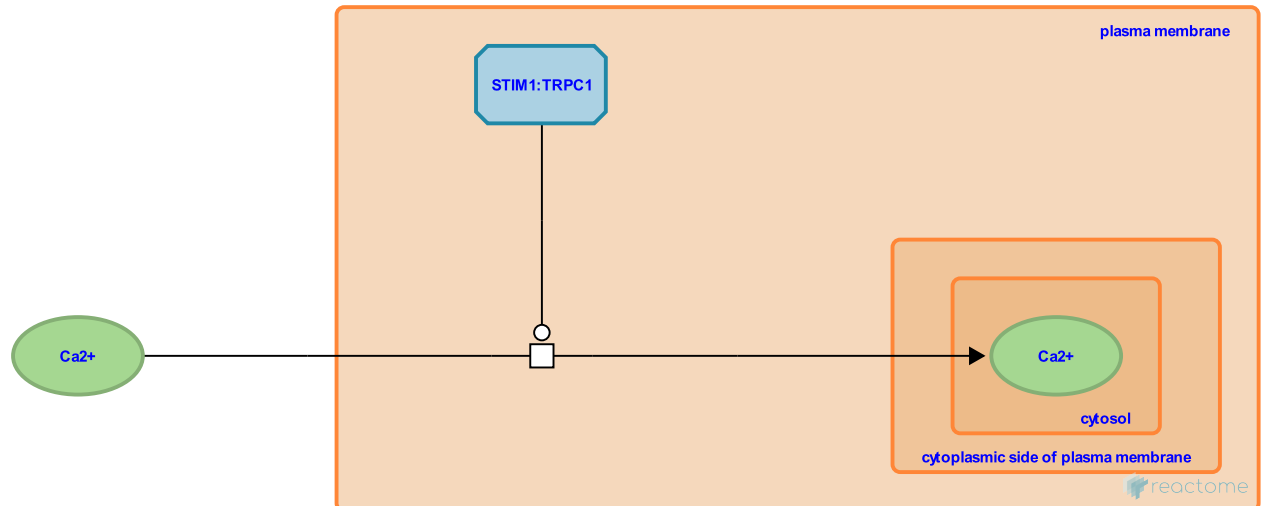 plasma membrane
STIM1:TRPC1
Ca2+
Ca2+
cytosol
cytoplasmic side of plasma membrane
reactome